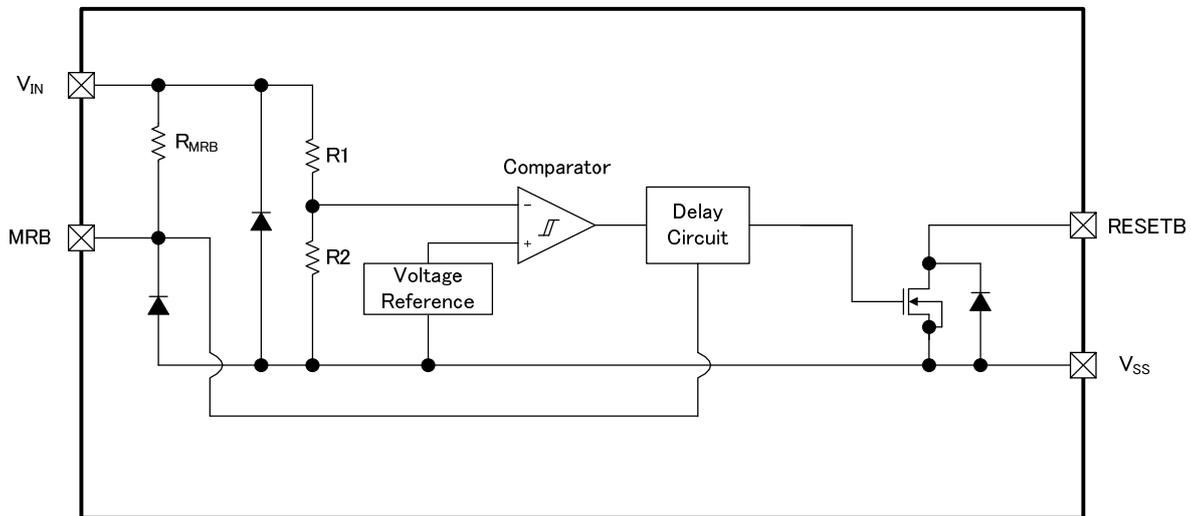 VIN
RMRB
R1
Comparator
−
+
MRB
R2
Voltage
Reference
Delay
Circuit
RESETB
VSS